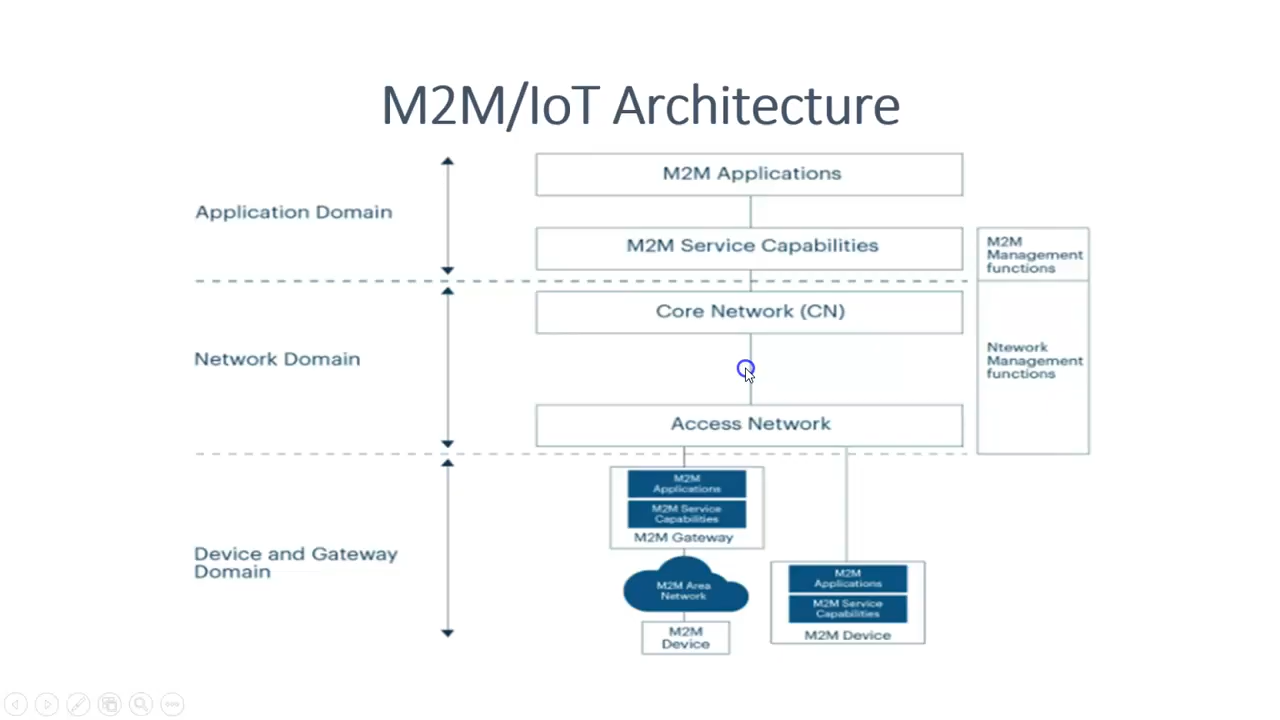 M2M/IoT Architecture
M2M Applications
Application Domain
M2M Service Capabilities
M2M
Management
functions
Core Network (CN)
Network Domain
Ntework
Management
functions
Access Network
M2M
Applications
M2M Service
Capabilities
M2M Gateway
Device and Gateway
Domain
M2M Area
Network
M2M
Device
M2M
Applications
M2M Service
Capabilities
M2M Device